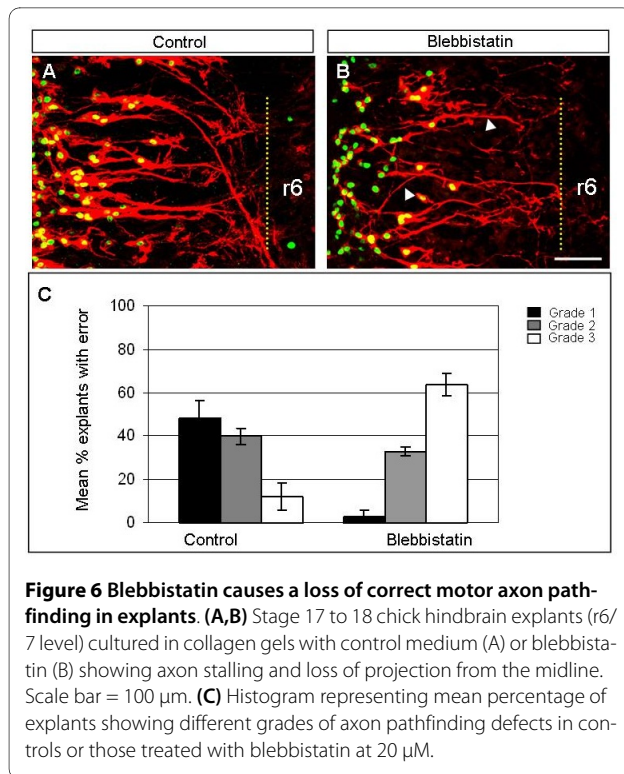 Control
Blebbistatin
A
B
r6
r6
C
Mean % explants with error
100
80
60
40
20
0
Grade 1
Grade 2
Grade 3
Control
Blebbistatin
Figure 6 Blebbistatin causes a loss of correct motor axon path-
finding in explants. (A,B) Stage 17 to 18 chick hindbrain explants (r6/
7 level) cultured in collagen gels with control medium (A) or blebbista-
tin (B) showing axon stalling and loss of projection from the midline.
Scale bar = 100 μm. (C) Histogram representing mean percentage of
explants showing different grades of axon pathfinding defects in con-
trols or those treated with blebbistatin at 20 μM.